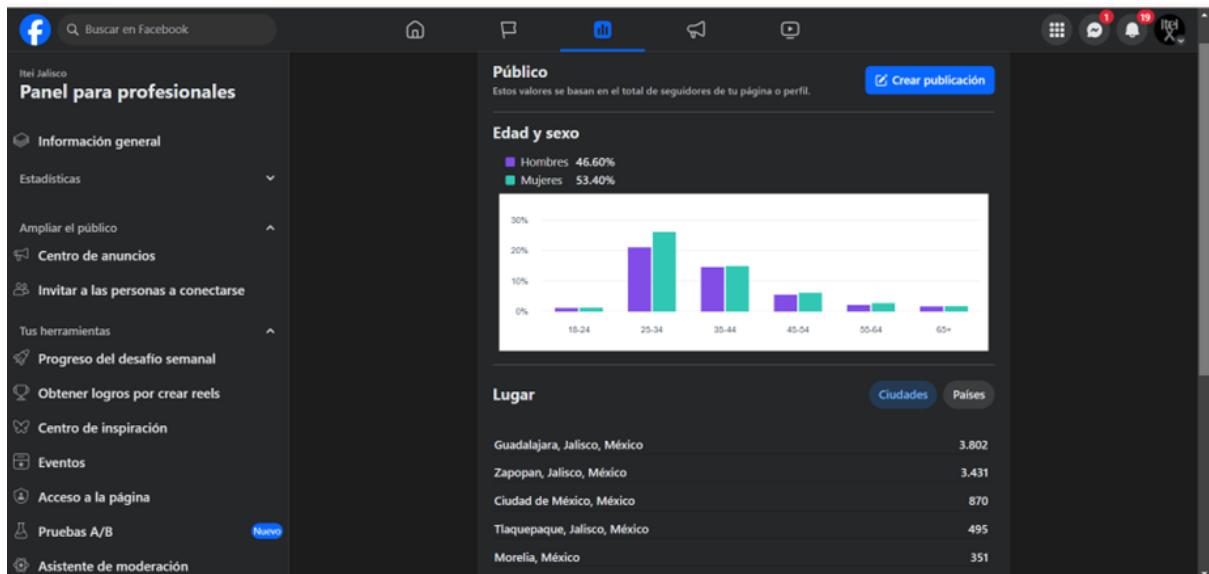 Buscar en Facebook
1
19
Itei Jalisco
Panel para profesionales
Información general
Estadísticas
Ampliar el público
Centro de anuncios
Invitar a las personas a conectarse
Tus herramientas
Progreso del desafío semanal
Obtener logros por crear reels
Centro de inspiración
Eventos
Acceso a la página
Pruebas A/B Nuevo
Asistente de moderación
Público
Estos valores se basan en el total de seguidores de tu página o perfil.
Crear publicación
Edad y sexo
Hombres 46.60%
Mujeres 53.40%
30%
20%
10%
0%
18-24 25-34 35-44 45-54 55-64 65+
Lugar
Ciudades Países
Guadalajara, Jalisco, México 3.802
Zapopan, Jalisco, México 3.431
Ciudad de México, México 870
Tlaquepaque, Jalisco, México 495
Morelia, México 351